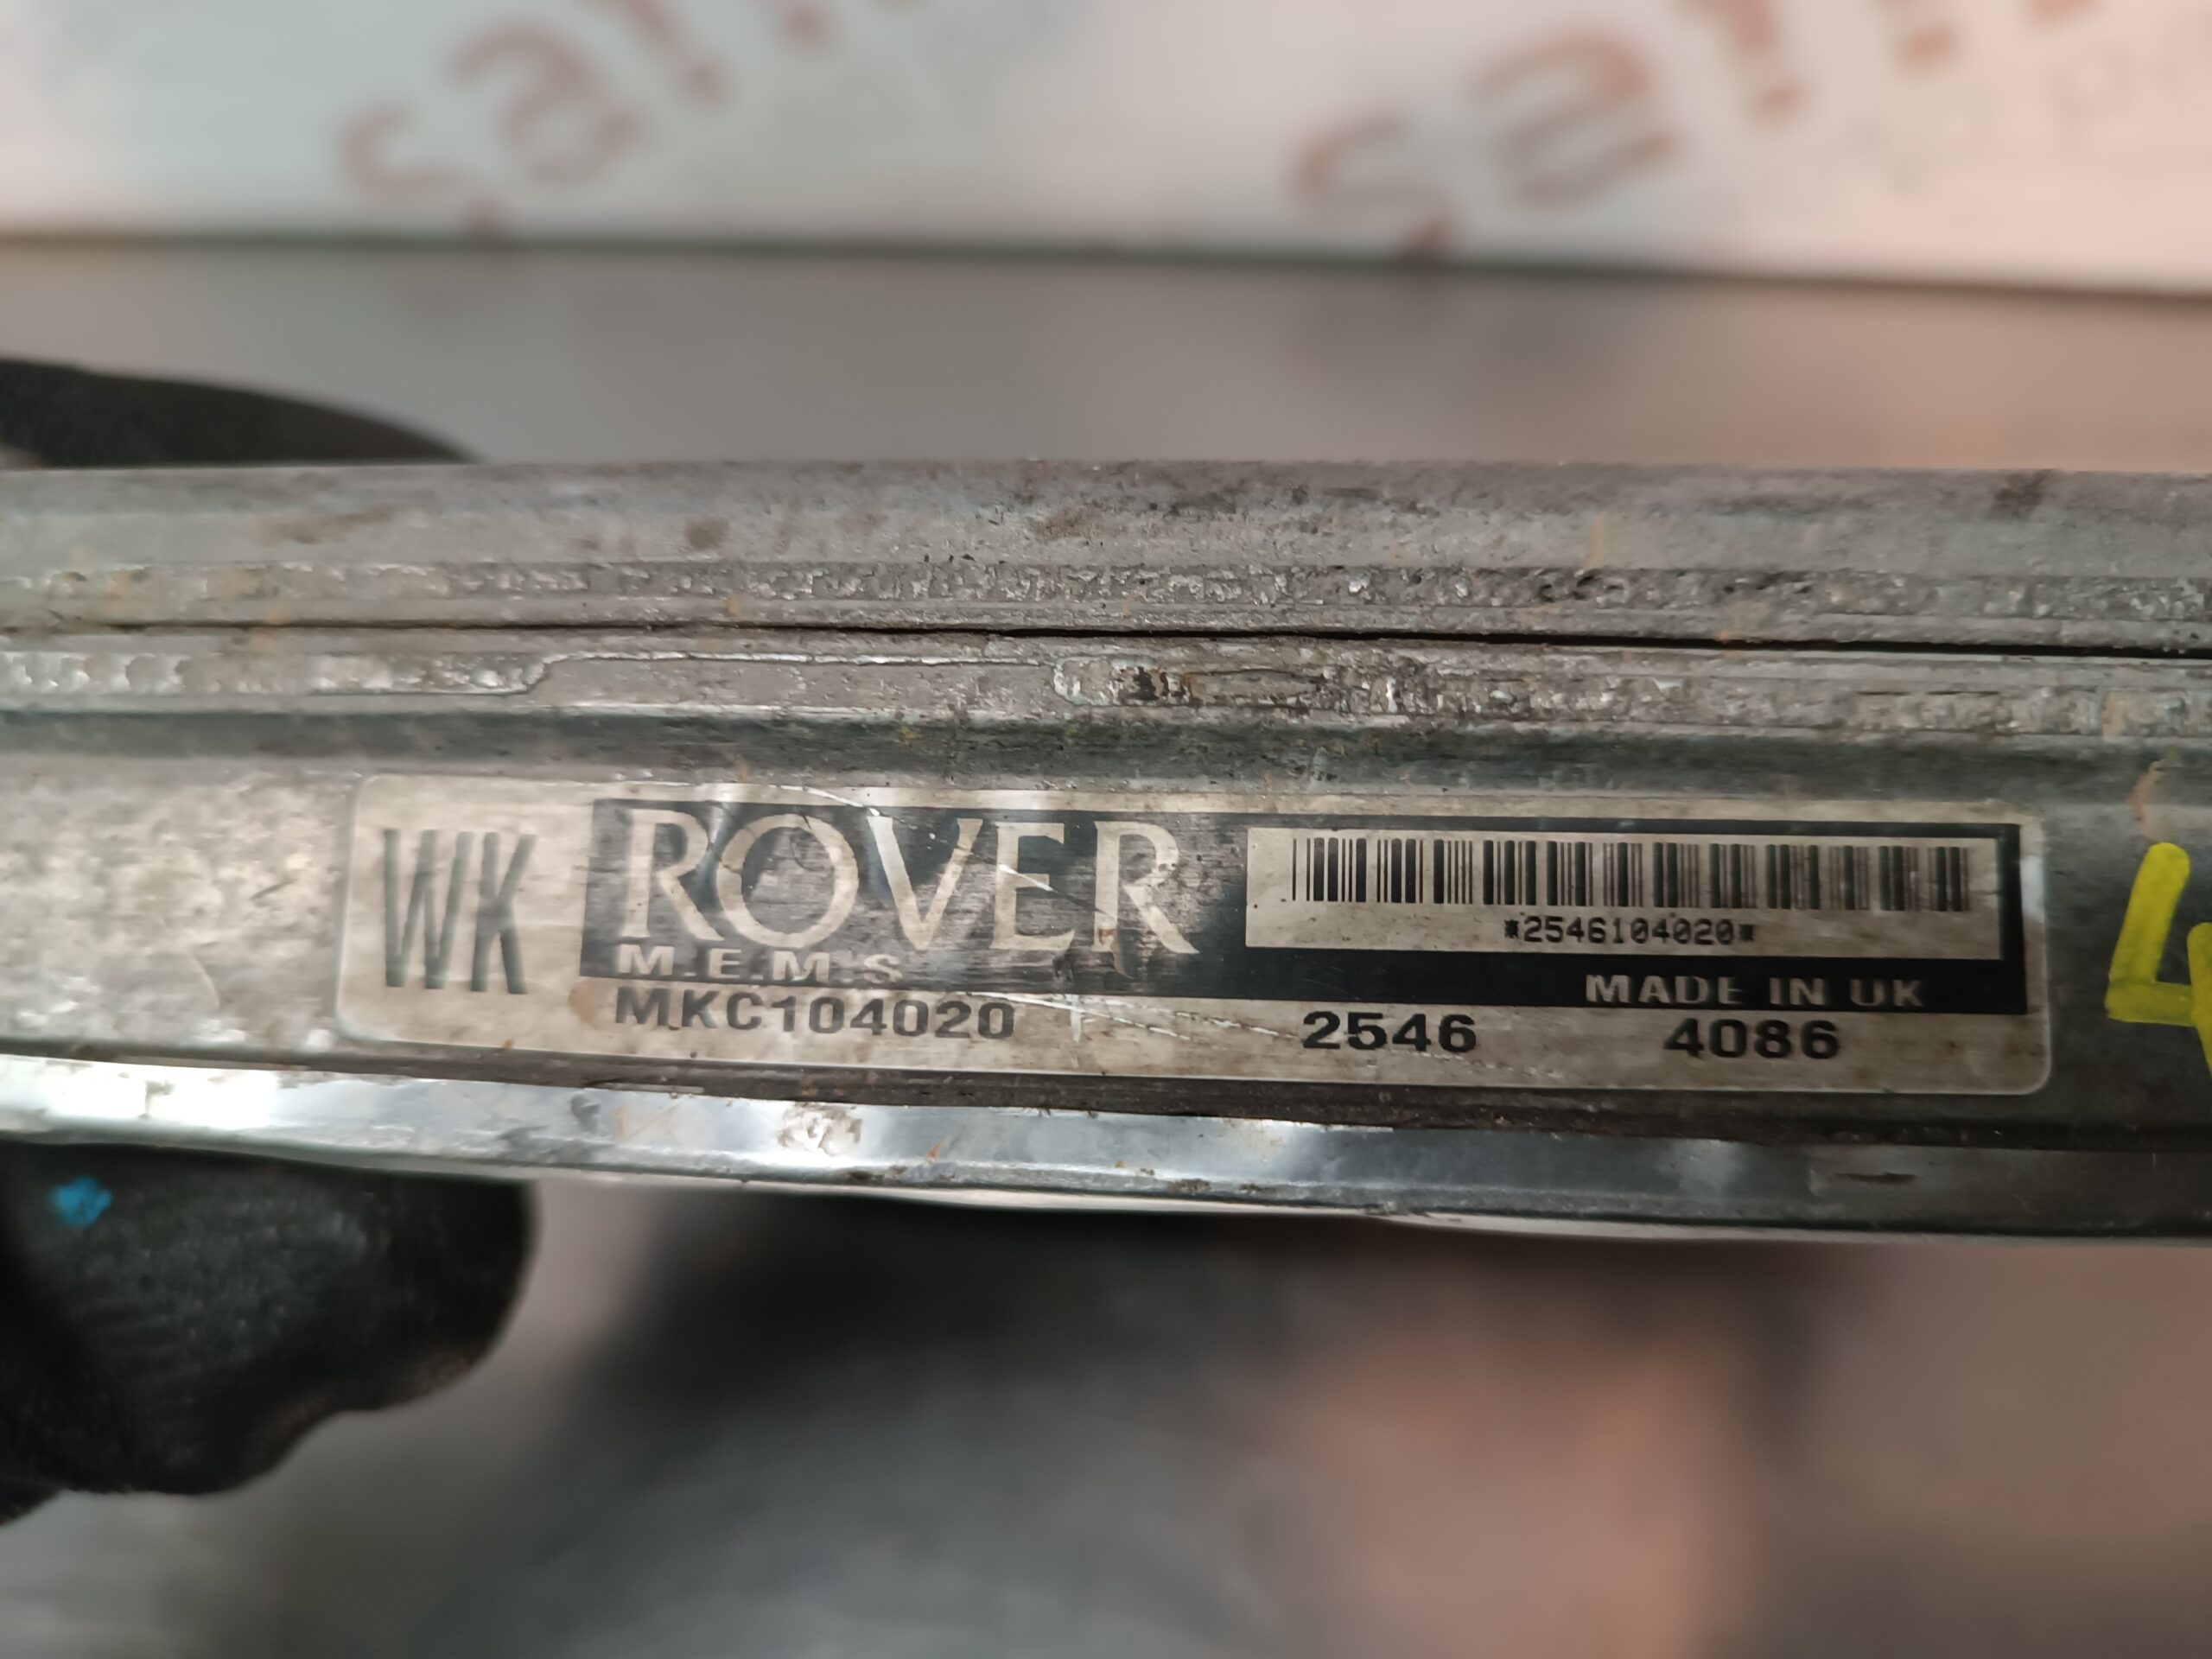 WK
ROVER
M.E.M.S
*2546104020*
MADE IN UK
MKC104020 2546 4086